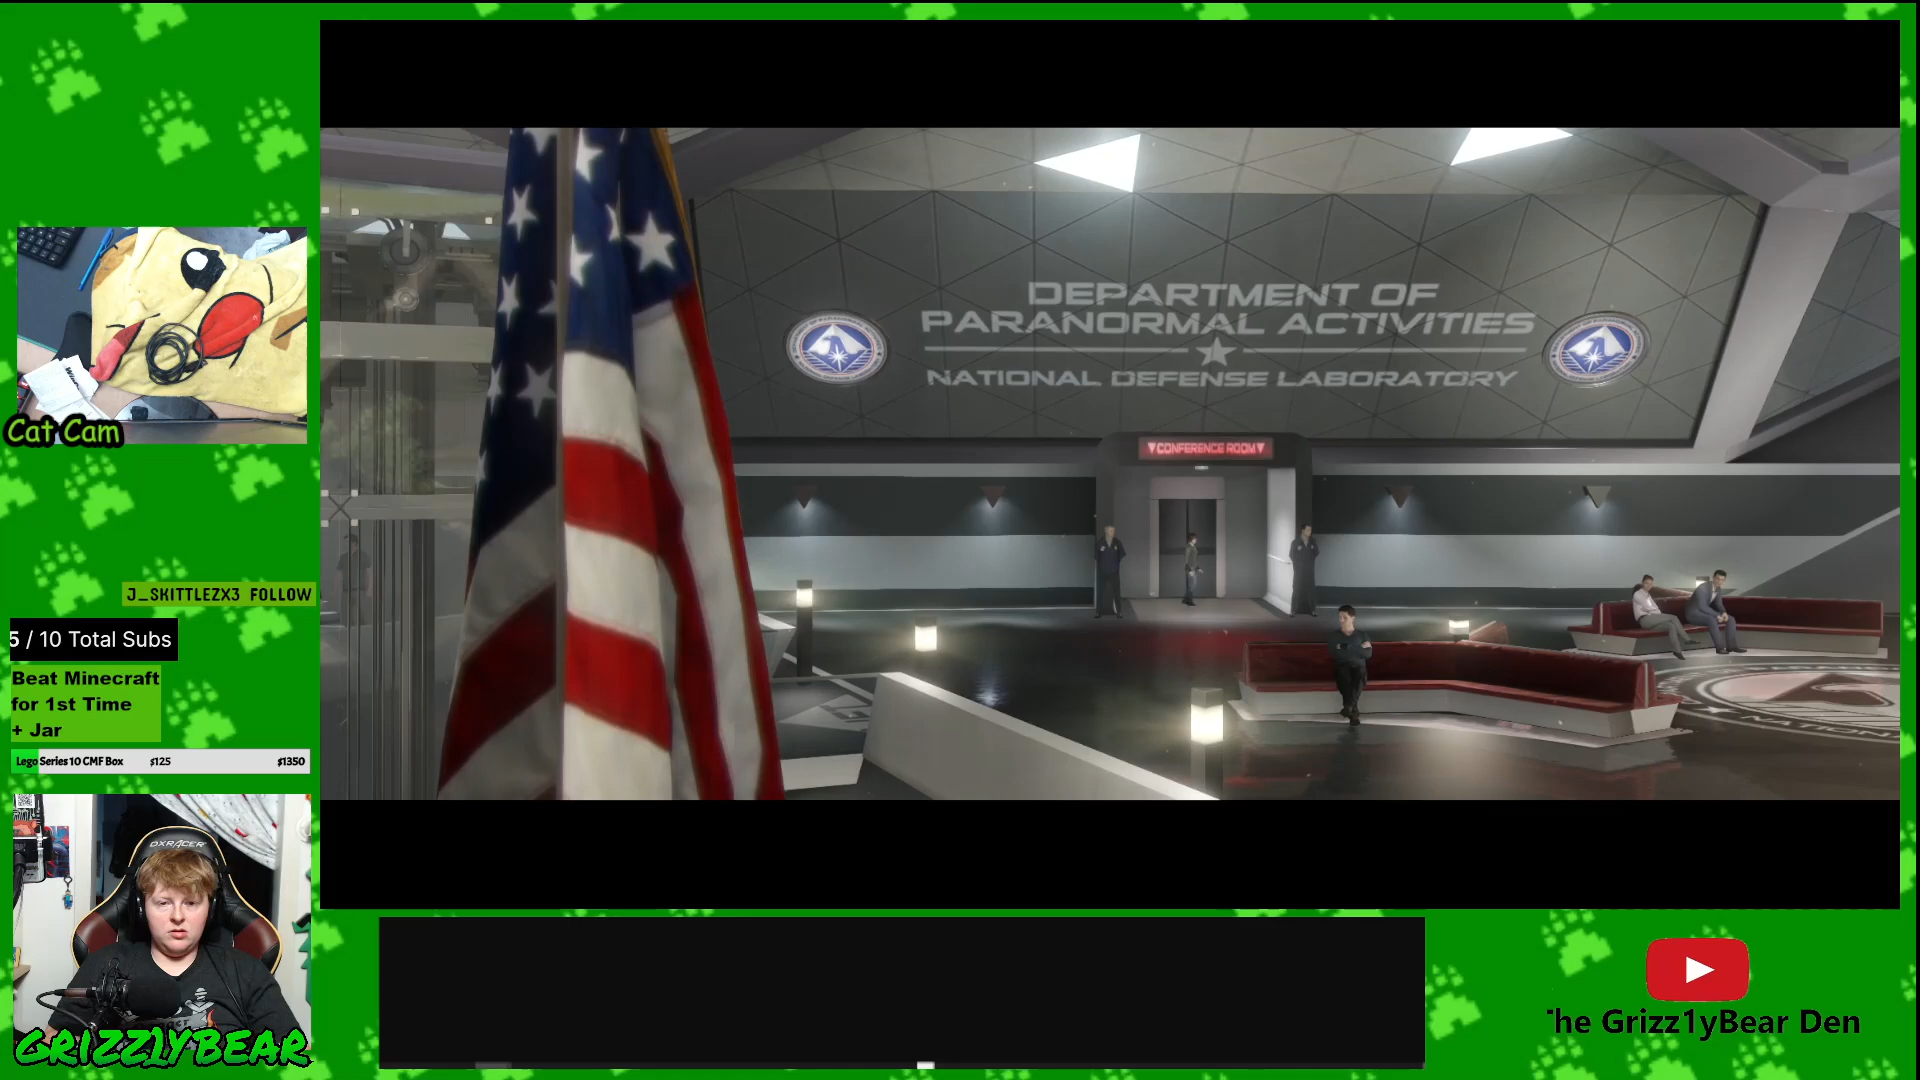 DEPARTMENT OF
PARANORMAL ACTIVITIES
NATIONAL DEFENSE LABORATORY
▼CONFERENCE ROOM▼
Cat Cam
J_SKITTLEZX3 FOLLOW
5 / 10 Total Subs
Beat Minecraft
for 1st Time
+ Jar
Lego Series 10 CMF Box $125 $1350
DXRACER
GRIZZ1YBEAR
he Grizz1yBear Den